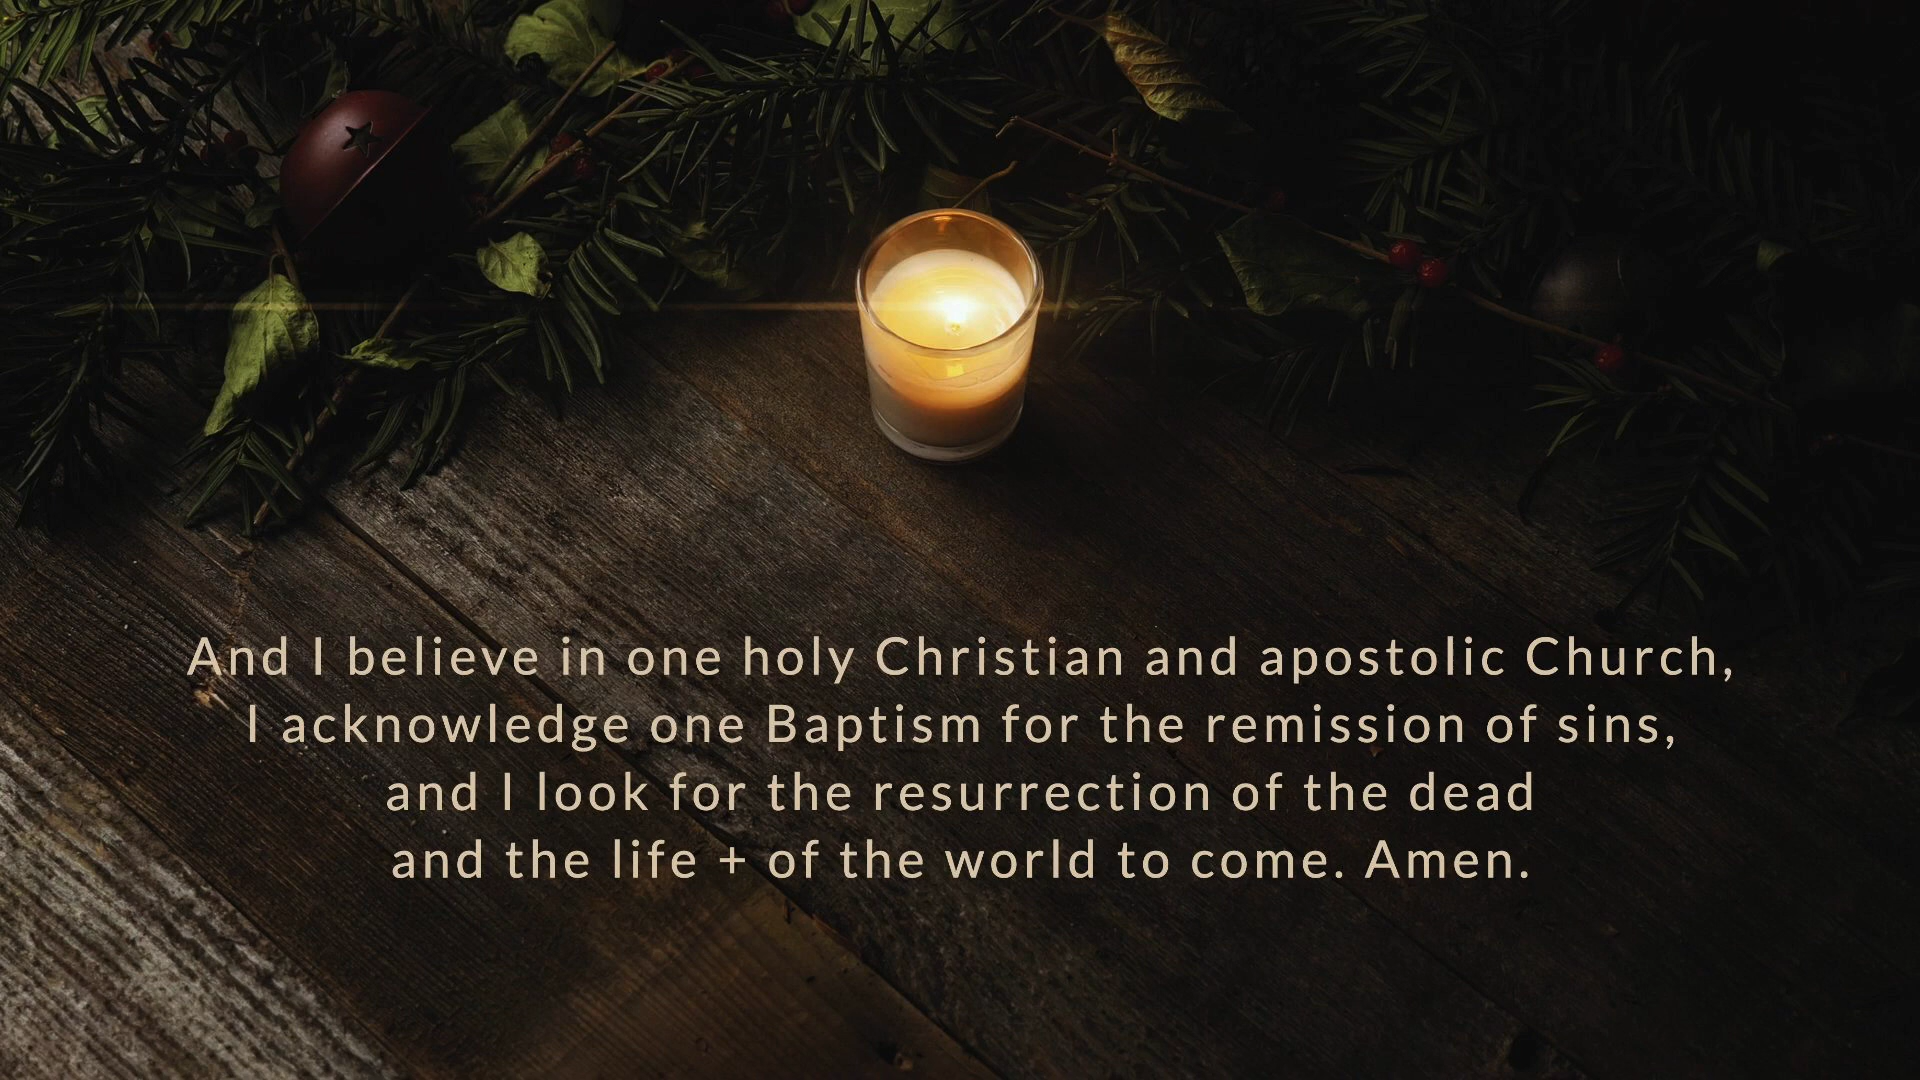 And I believe in one holy Christian and apostolic Church,
I acknowledge one Baptism for the remission of sins,
and I look for the resurrection of the dead
and the life + of the world to come. Amen.